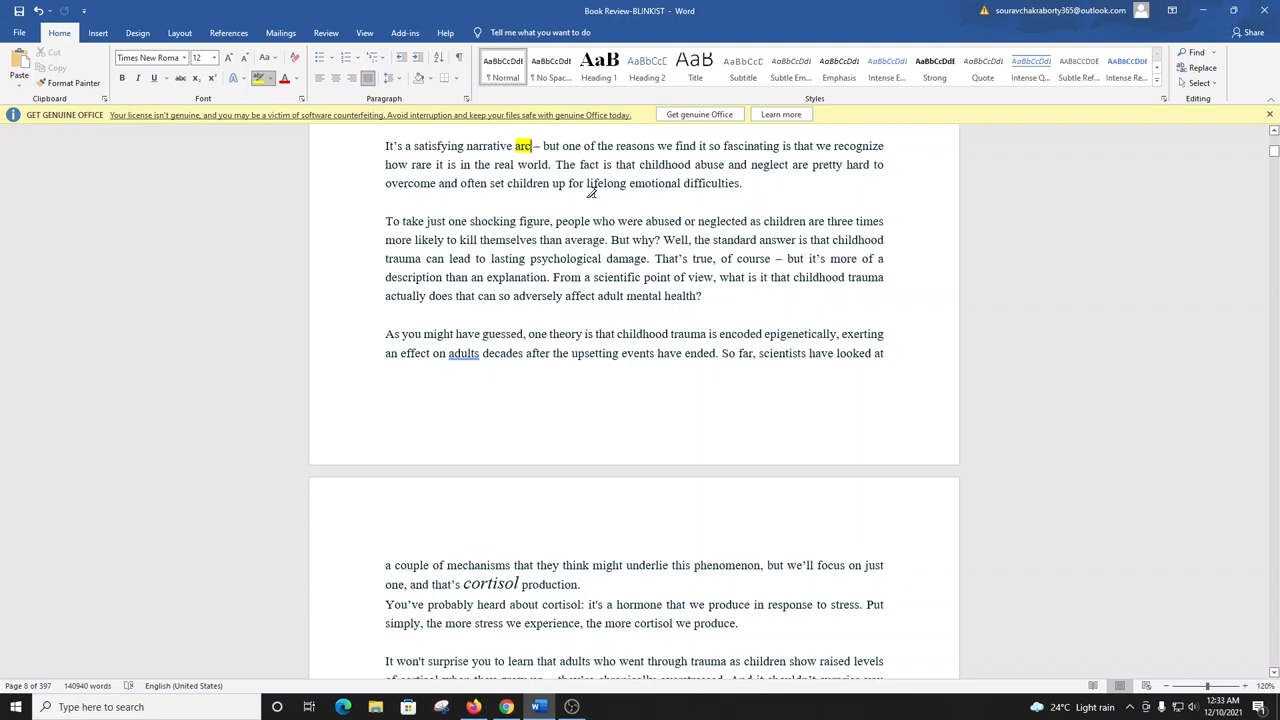 Book Review-BLINKIST - Word
souravchakraborty365@outlook.com
File Home Insert Draw Design Layout References Mailings Review View Add-ins Help Tell me what you want to do Share
Cut
Copy
Format Painter
Paste
Clipboard
Times New Roma 12
Font
Paragraph
AaBbCcDdI AaBbCcDdI AaB AaBbCcC AaB AaBbCcD AaBbCcDdI AaBbCcDdI AaBbCcDdI AaBbCcDdI AaBbCcDdI AaBbCcDdI AaBbCcDdI AaBbCcDdI
¶ Normal ¶ No Spac... Heading 1 Heading 2 Title Subtitle Subtle Em... Emphasis Intense E... Strong Quote Intense Q... Subtle Ref... Intense Re...
Styles
Find
Replace
Select
Editing
GET GENUINE OFFICE Your license isn't genuine, and you may be a victim of software counterfeiting. Avoid interruption and keep your files safe with genuine Office today. Get genuine Office Learn more
It’s a satisfying narrative arc – but one of the reasons we find it so fascinating is that we recognize
how rare it is in the real world. The fact is that childhood abuse and neglect are pretty hard to
overcome and often set children up for lifelong emotional difficulties.
To take just one shocking figure, people who were abused or neglected as children are three times
more likely to kill themselves than average. But why? Well, the standard answer is that childhood
trauma can lead to lasting psychological damage. That’s true, of course – but it’s more of a
description than an explanation. From a scientific point of view, what is it that childhood trauma
actually does that can so adversely affect adult mental health?
As you might have guessed, one theory is that childhood trauma is encoded epigenetically, exerting
an effect on adults decades after the upsetting events have ended. So far, scientists have looked at
a couple of mechanisms that they think might underlie this phenomenon, but we’ll focus on just
one, and that’s cortisol production.
You’ve probably heard about cortisol: it's a hormone that we produce in response to stress. Put
simply, the more stress we experience, the more cortisol we produce.
It won't surprise you to learn that adults who went through trauma as children show raised levels
Page 8 of 397 140940 words English (United States) 120%
Type here to search
24°C Light rain
12:33 AM
12/10/2021